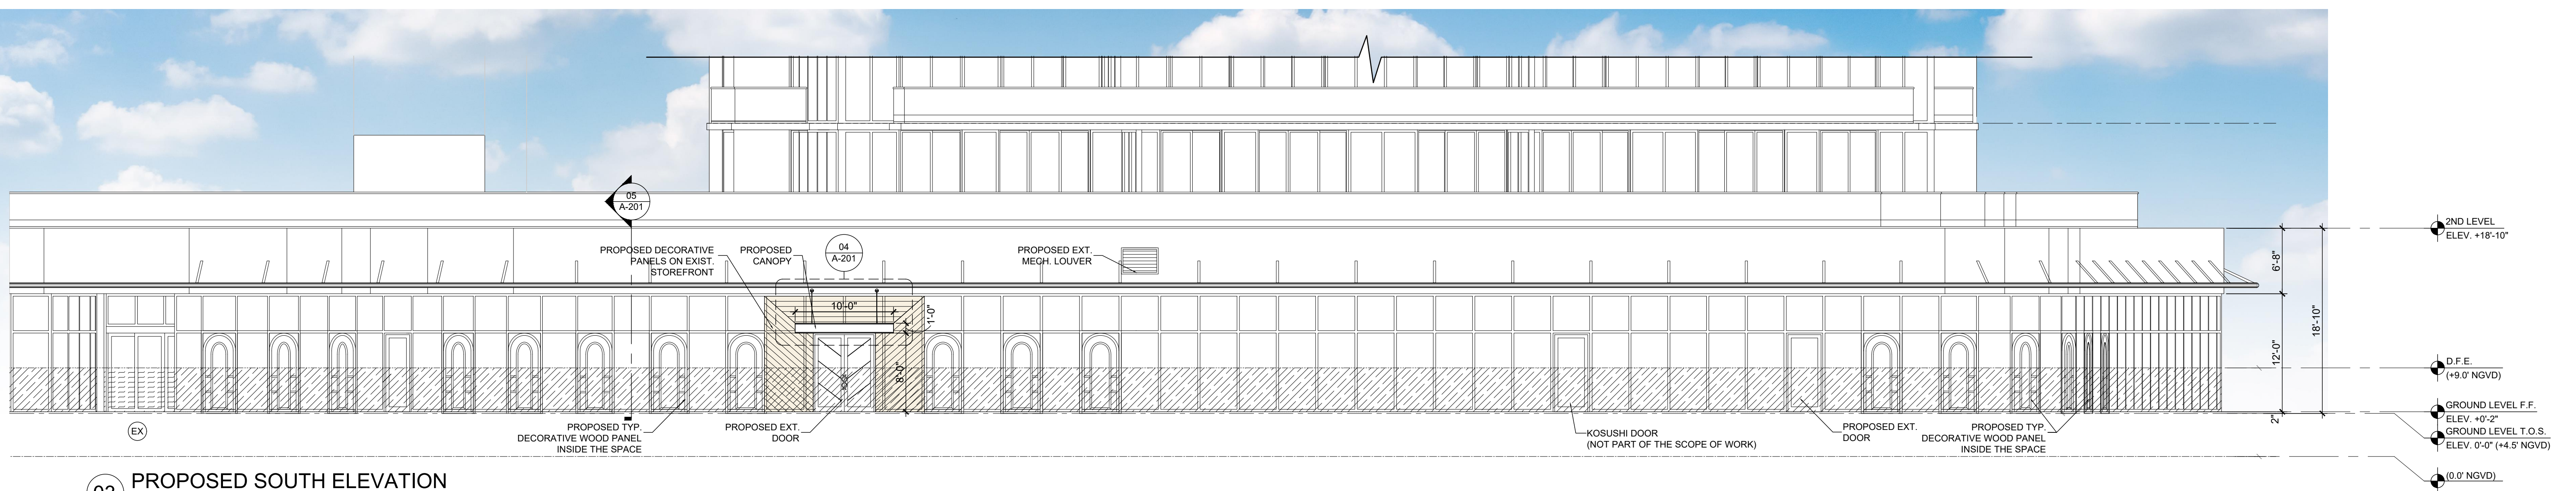 05
A-201
PROPOSED DECORATIVE
PANELS ON EXIST.
STOREFRONT
PROPOSED
CANOPY
04
A-201
PROPOSED EXT.
MECH. LOUVER
10'-0"
1'-0"
8'-0"
6'-8"
12'-0"
18'-10"
2"
2ND LEVEL
ELEV. +18'-10"
D.F.E.
(+9.0' NGVD)
GROUND LEVEL F.F.
ELEV. +0'-2"
GROUND LEVEL T.O.S.
ELEV. 0'-0" (+4.5' NGVD)
(0.0' NGVD)
EX
PROPOSED TYP.
DECORATIVE WOOD PANEL
INSIDE THE SPACE
PROPOSED EXT.
DOOR
KOSUSHI DOOR
(NOT PART OF THE SCOPE OF WORK)
PROPOSED EXT.
DOOR
PROPOSED TYP.
DECORATIVE WOOD PANEL
INSIDE THE SPACE
PROPOSED SOUTH ELEVATION